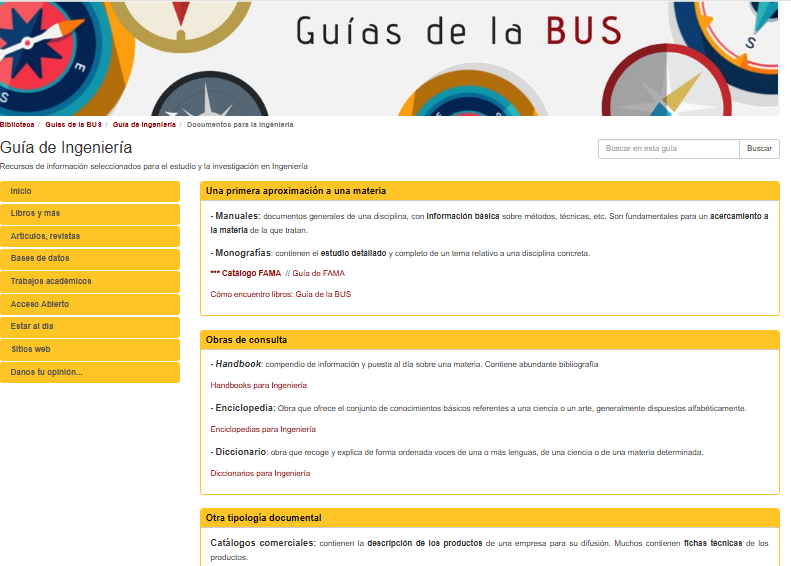 Guías de la BUS
Biblioteca / Guías de la BUS / Guía de Ingeniería / Documentos para la Ingeniería
Guía de Ingeniería
Buscar en esta guía
Buscar
Recursos de información seleccionados para el estudio y la investigación en Ingeniería
Inicio
Libros y más
Artículos, revistas
Bases de datos
Trabajos académicos
Acceso Abierto
Estar al día
Sitios web
Danos tu opinión...
Una primera aproximación a una materia
- Manuales: documentos generales de una disciplina, con información básica sobre métodos, técnicas, etc. Son fundamentales para un acercamiento a
la materia de la que tratan.
- Monografías: contienen el estudio detallado y completo de un tema relativo a una disciplina concreta.
*** Catálogo FAMA // Guía de FAMA
Cómo encuentro libros: Guía de la BUS
Obras de consulta
- Handbook: compendio de información y puesta al día sobre una materia. Contiene abundante bibliografía
Handbooks para Ingeniería
- Enciclopedia: Obra que ofrece el conjunto de conocimientos básicos referentes a una ciencia o un arte, generalmente dispuestos alfabéticamente.
Enciclopedias para Ingeniería
- Diccionario: obra que recoge y explica de forma ordenada voces de una o más lenguas, de una ciencia o de una materia determinada.
Diccionarios para Ingeniería
Otra tipología documental
Catálogos comerciales: contienen la descripción de los productos de una empresa para su difusión. Muchos contienen fichas técnicas de los
productos.